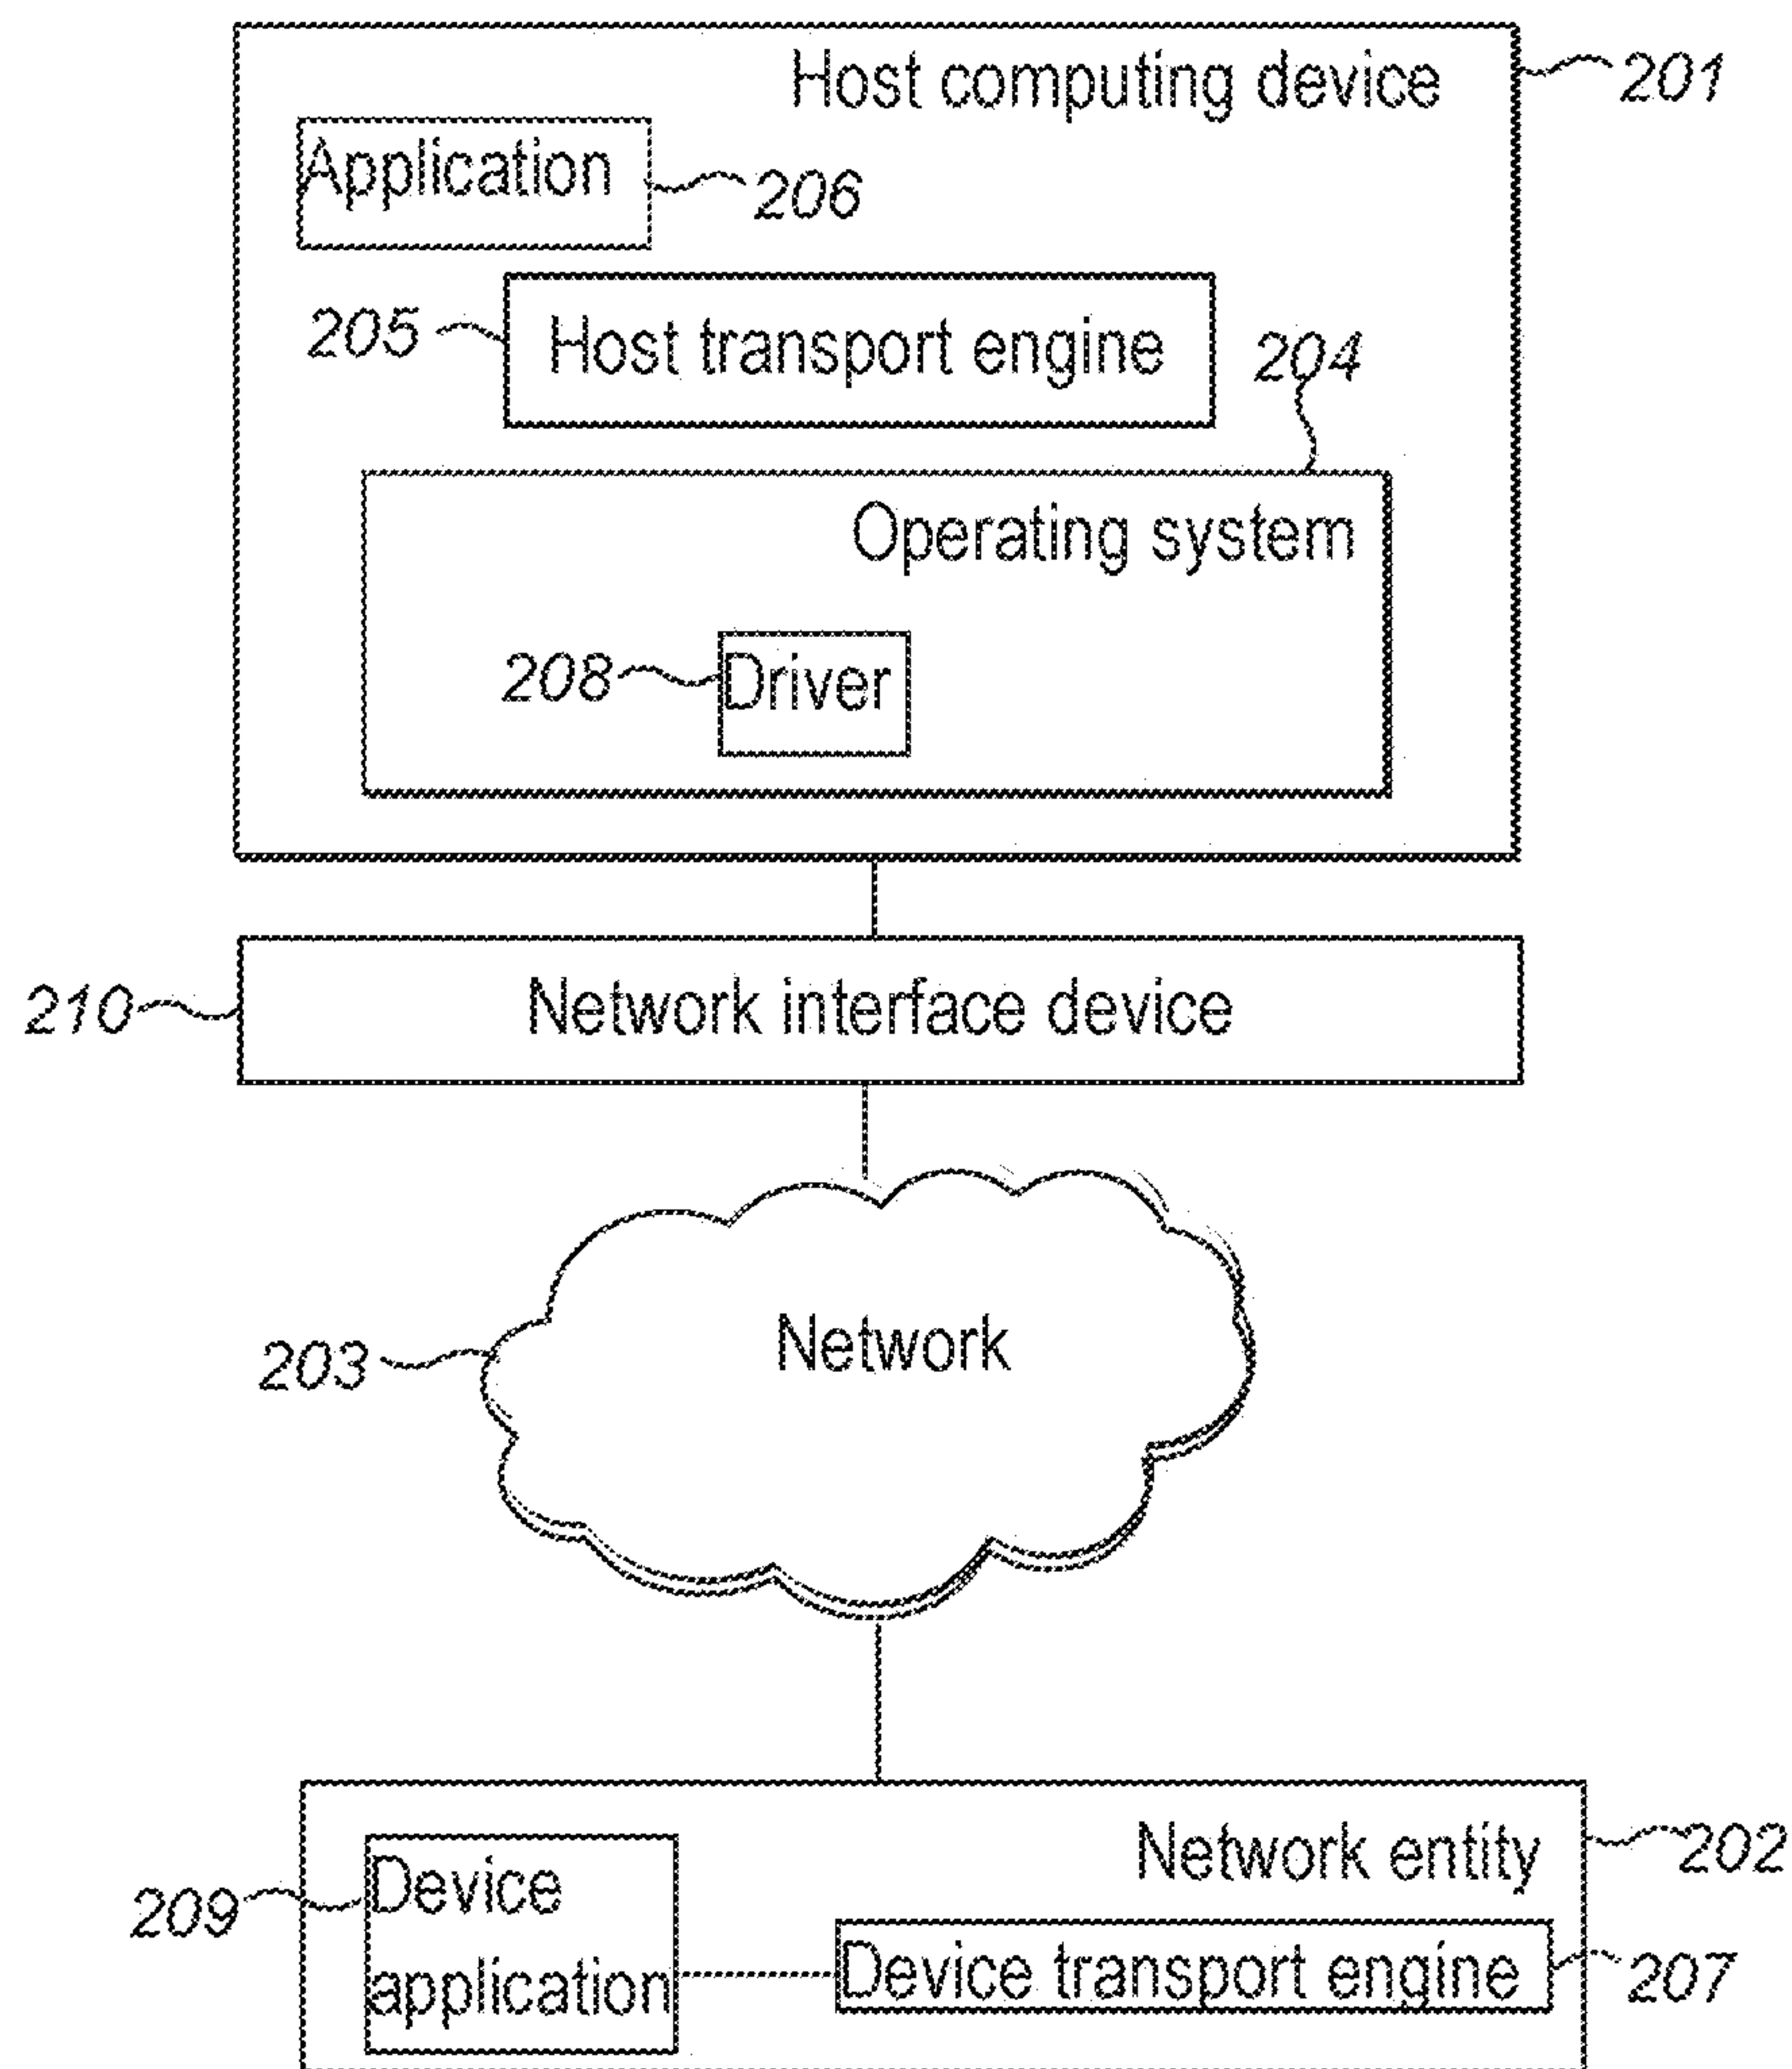 Host computing device
201
Application
206
205
Host transport engine
204
Operating system
208
Driver
210
Network interface device
203
Network
Network entity
202
209
Device
application
Device transport engine
207